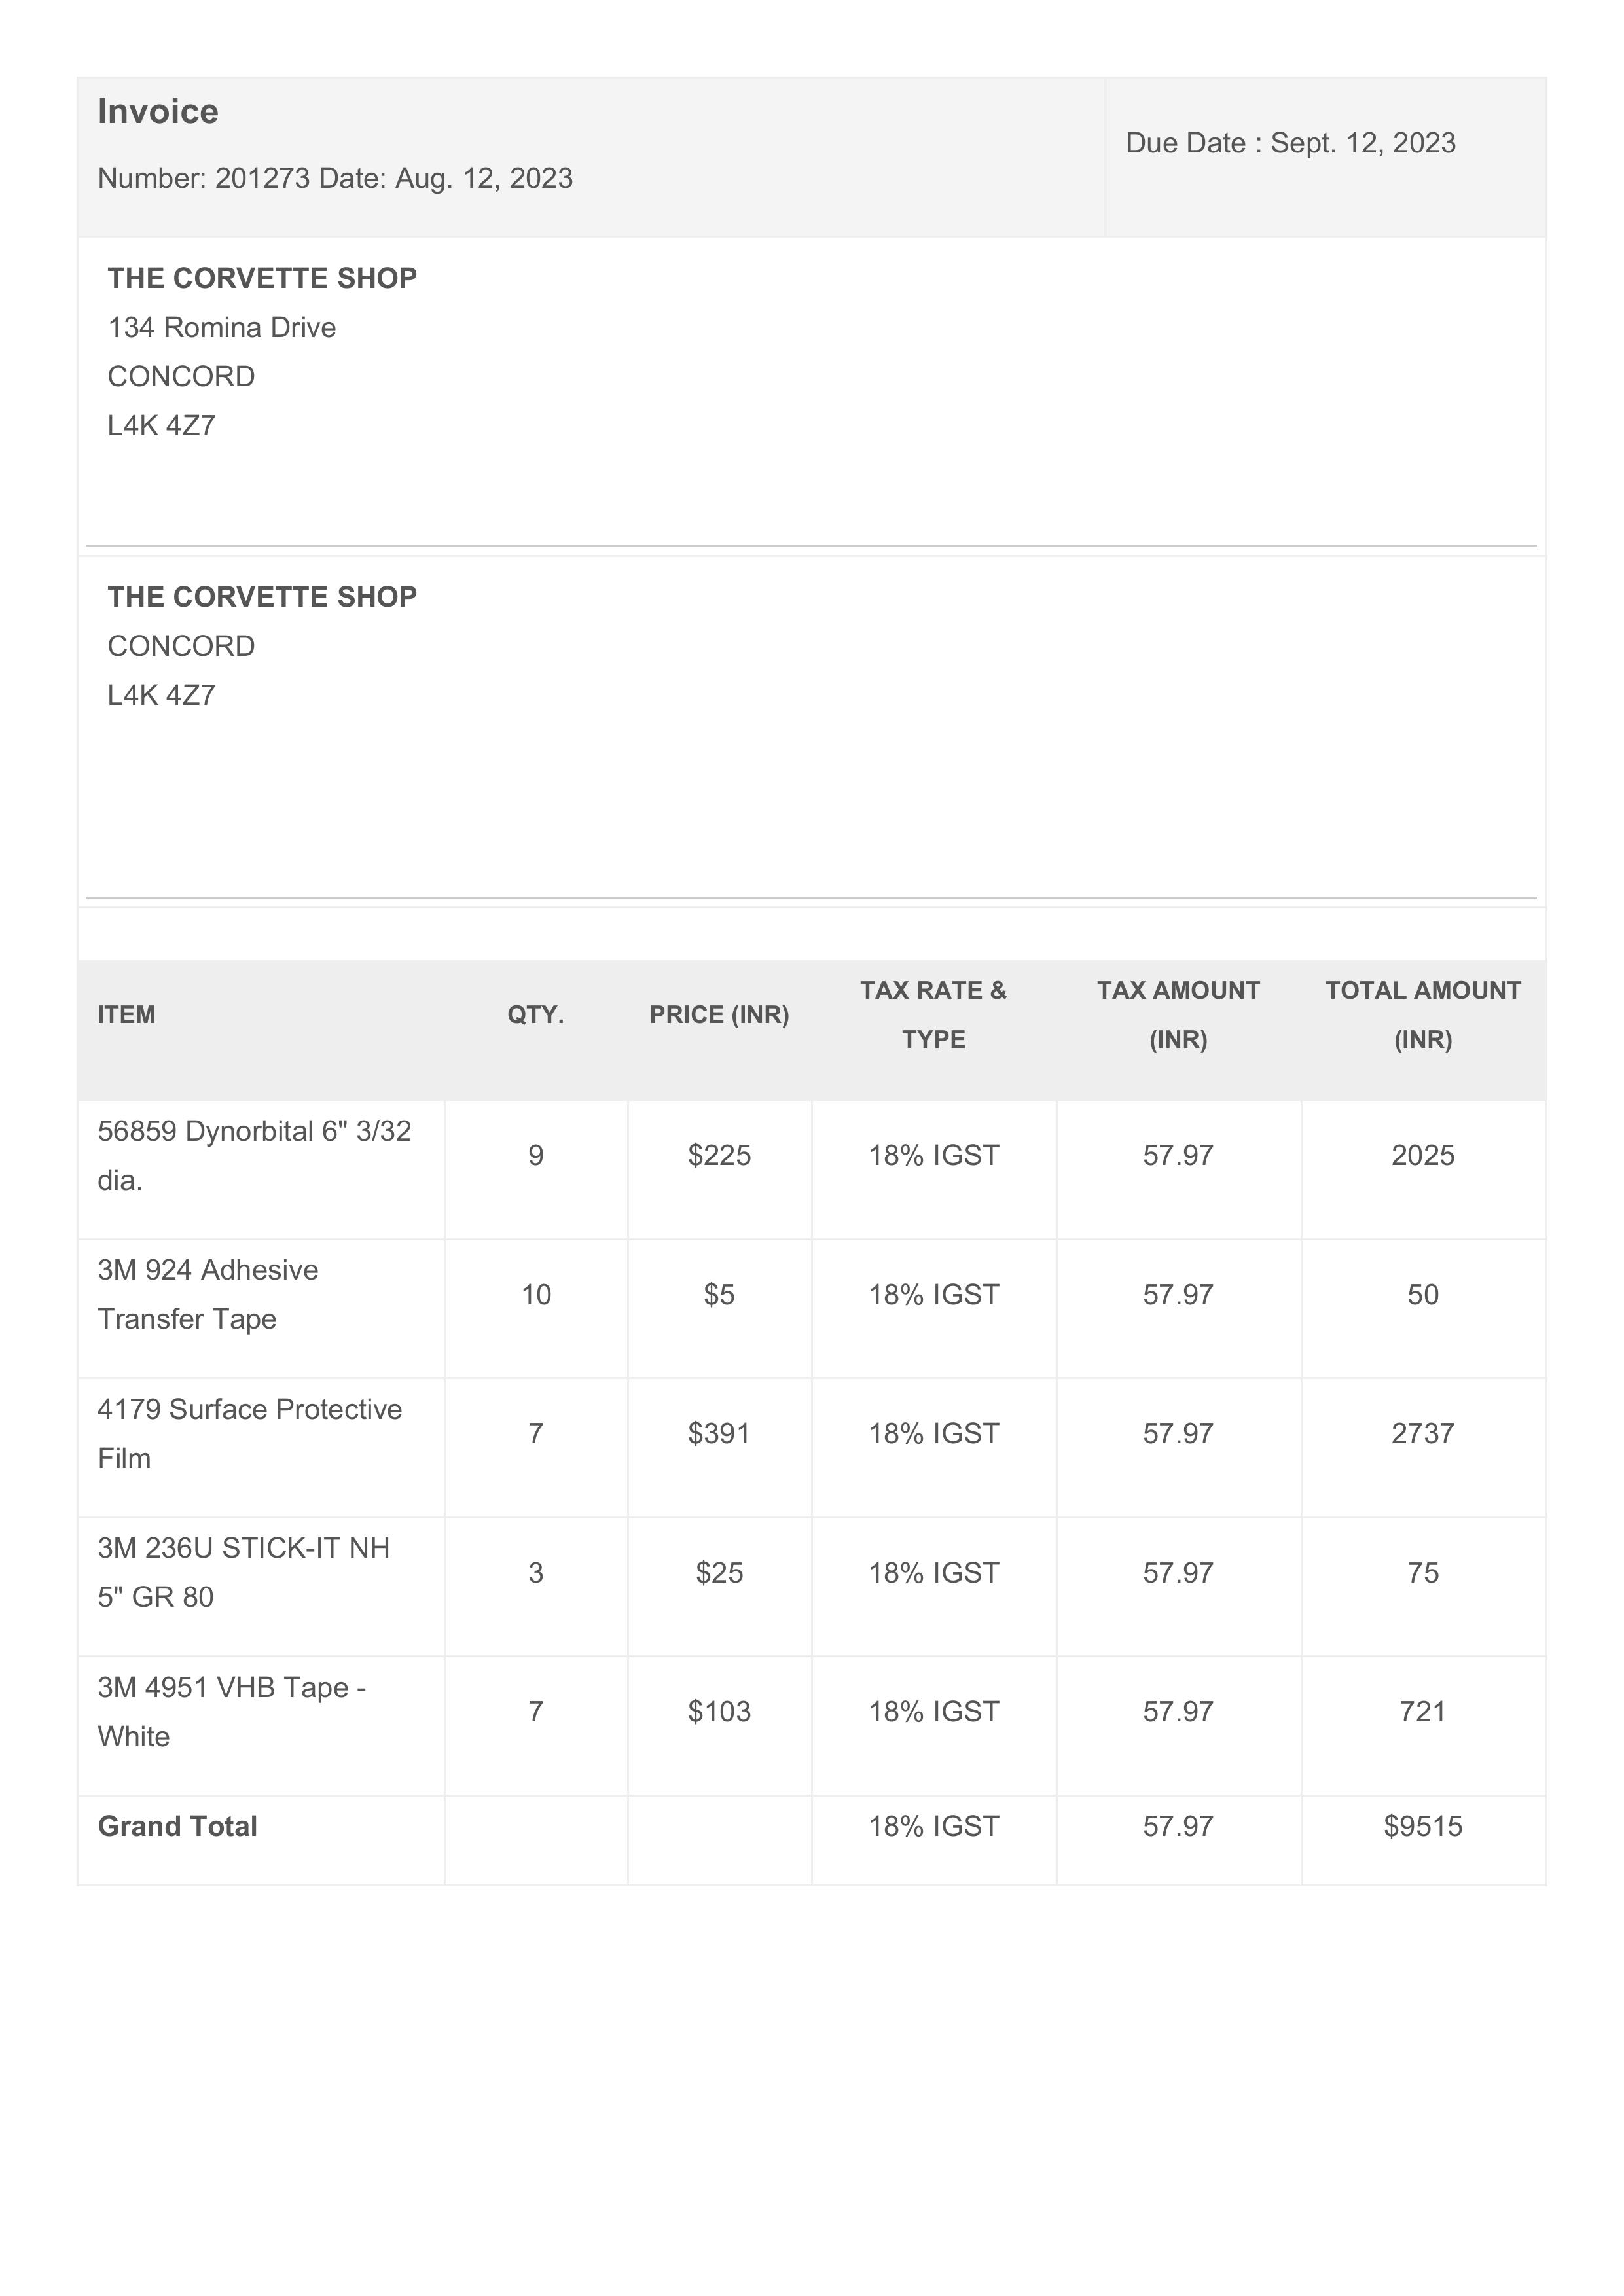 Invoice
Number: 201273 Date: Aug. 12, 2023
Due Date : Sept. 12, 2023
THE CORVETTE SHOP
134 Romina Drive
CONCORD
L4K 4Z7
THE CORVETTE SHOP
CONCORD
L4K 4Z7
ITEM QTY. PRICE (INR) TAX RATE & TYPE TAX AMOUNT (INR) TOTAL AMOUNT (INR)
56859 Dynorbital 6" 3/32 dia. 9 $225 18% IGST 57.97 2025
3M 924 Adhesive Transfer Tape 10 $5 18% IGST 57.97 50
4179 Surface Protective Film 7 $391 18% IGST 57.97 2737
3M 236U STICK-IT NH 5" GR 80 3 $25 18% IGST 57.97 75
3M 4951 VHB Tape - White 7 $103 18% IGST 57.97 721
Grand Total 18% IGST 57.97 $9515